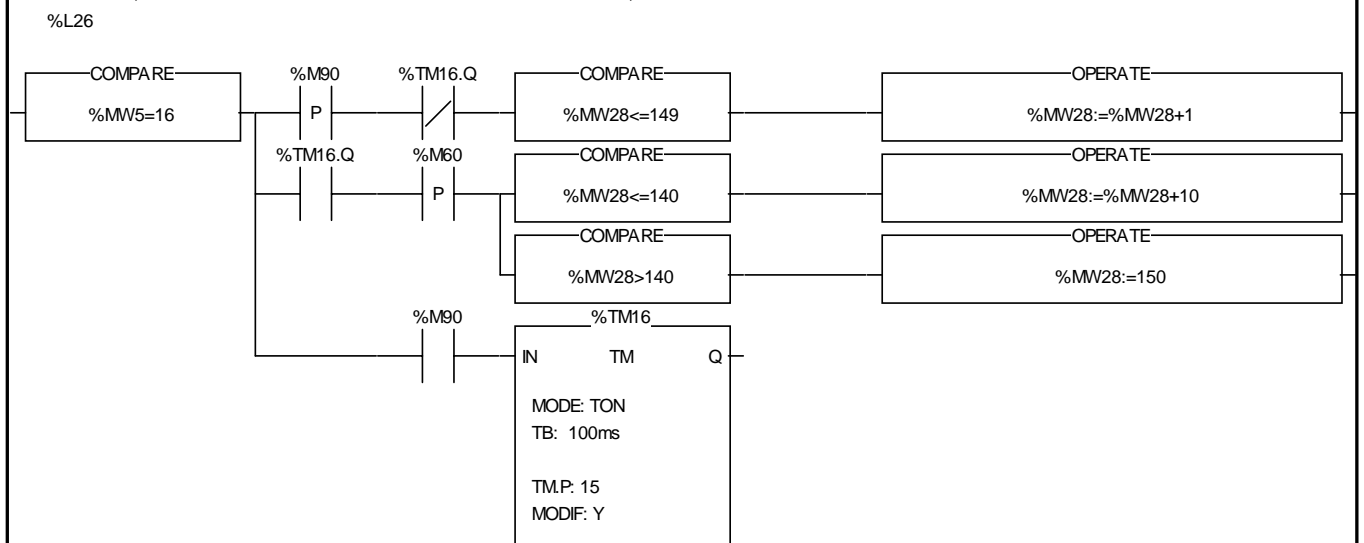 %L26
COMPARE %M90 %TM16.Q COMPARE OPERATE
%MW5=16 P %MW28<=149 %MW28:=%MW28+1
%TM16.Q %M60 COMPARE OPERATE
P %MW28<=140 %MW28:=%MW28+10
COMPARE OPERATE
%MW28>140 %MW28:=150
%M90 %TM16
IN TM Q
MODE: TON
TB: 100ms
TM.P: 15
MODIF: Y